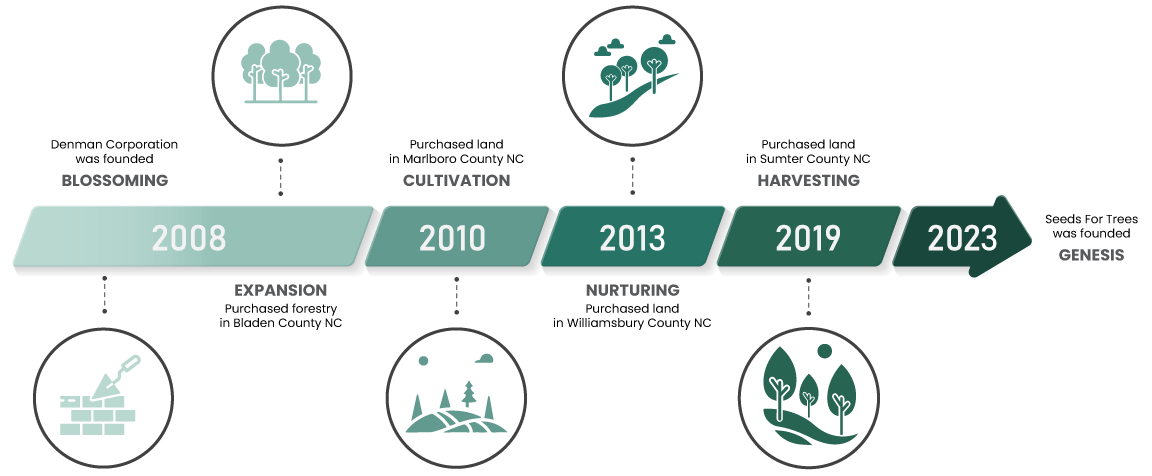 Denman Corporation
was founded
BLOSSOMING
Purchased land
in Marlboro County NC
CULTIVATION
Purchased land
in Sumter County NC
HARVESTING
2008
2010
2013
2019
2023
Seeds For Trees
was founded
GENESIS
EXPANSION
Purchased forestry
in Bladen County NC
NURTURING
Purchased land
in Williamsbury County NC